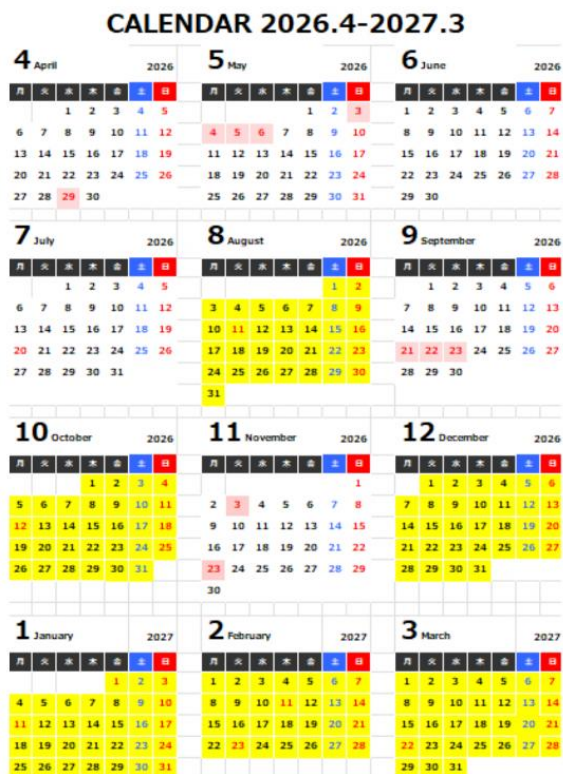 CALENDAR 2026.4–2027.3
4 April 2026 5 May 2026 6 June 2026
月 火 水 木 金 土 日 月 火 水 木 金 土 日 月 火 水 木 金 土 日
1 2 3 4 5 1 2 3 1 2 3 4 5 6 7
6 7 8 9 10 11 12 4 5 6 7 8 9 10 8 9 10 11 12 13 14
13 14 15 16 17 18 19 11 12 13 14 15 16 17 15 16 17 18 19 20 21
20 21 22 23 24 25 26 18 19 20 21 22 23 24 22 23 24 25 26 27 28
27 28 29 30 25 26 27 28 29 30 31 29 30
7 July 2026 8 August 2026 9 September 2026
月 火 水 木 金 土 日 月 火 水 木 金 土 日 月 火 水 木 金 土 日
1 2 3 4 5 1 2 1 2 3 4 5 6
6 7 8 9 10 11 12 3 4 5 6 7 8 9 7 8 9 10 11 12 13
13 14 15 16 17 18 19 10 11 12 13 14 15 16 14 15 16 17 18 19 20
20 21 22 23 24 25 26 17 18 19 20 21 22 23 21 22 23 24 25 26 27
27 28 29 30 31 24 25 26 27 28 29 30 28 29 30
31
10 October 2026 11 November 2026 12 December 2026
月 火 水 木 金 土 日 月 火 水 木 金 土 日 月 火 水 木 金 土 日
1 2 3 4 1 1 2 3 4 5 6
5 6 7 8 9 10 11 2 3 4 5 6 7 8 7 8 9 10 11 12 13
12 13 14 15 16 17 18 9 10 11 12 13 14 15 14 15 16 17 18 19 20
19 20 21 22 23 24 25 16 17 18 19 20 21 22 21 22 23 24 25 26 27
26 27 28 29 30 31 23 24 25 26 27 28 29 28 29 30 31
30
1 January 2027 2 February 2027 3 March 2027
月 火 水 木 金 土 日 月 火 水 木 金 土 日 月 火 水 木 金 土 日
1 2 3 1 2 3 4 5 6 7 1 2 3 4 5 6 7
4 5 6 7 8 9 10 8 9 10 11 12 13 14 8 9 10 11 12 13 14
11 12 13 14 15 16 17 15 16 17 18 19 20 21 15 16 17 18 19 20 21
18 19 20 21 22 23 24 22 23 24 25 26 27 28 22 23 24 25 26 27 28
25 26 27 28 29 30 31 29 30 31